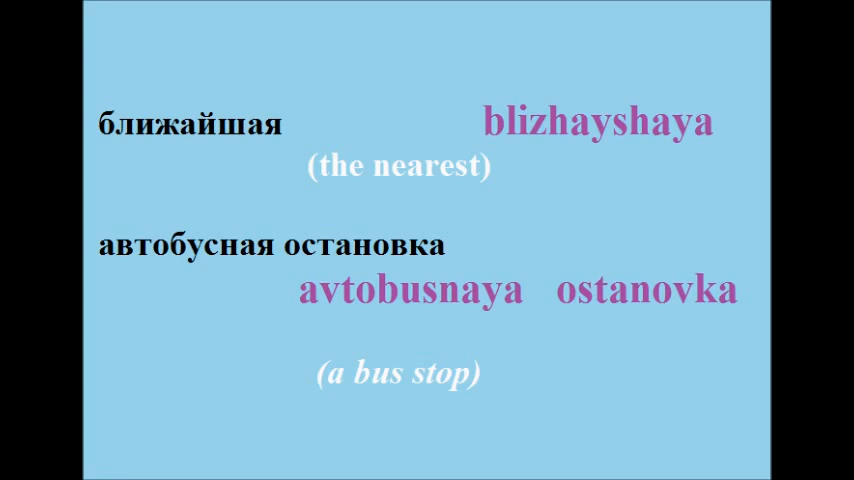 ближайшая blizhayshaya
(the nearest)
автобусная остановка
avtobusnaya ostanovka
(a bus stop)